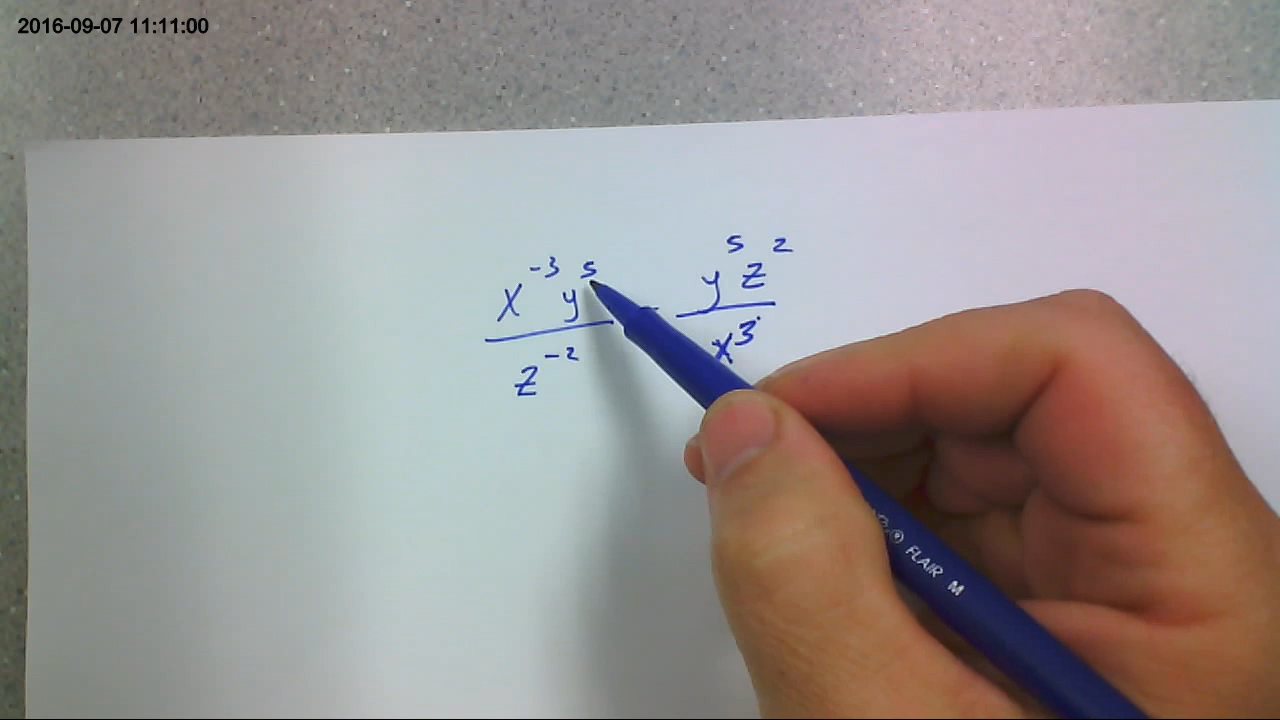 2016-09-07 11:11:00
x^-3 y^5 / z^-2 = y^5 z^2 / x^3
FLAIR M